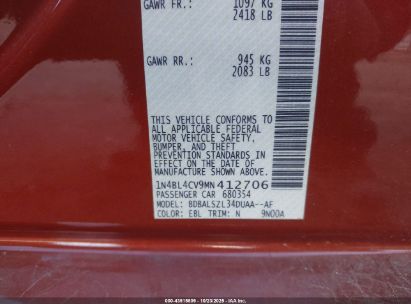 GAWR FR.: 1097 KG
2418 LB
GAWR RR.: 945 KG
2083 LB
THIS VEHICLE CONFORMS TO
ALL APPLICABLE FEDERAL
MOTOR VEHICLE SAFETY,
BUMPER, AND THEFT
PREVENTION STANDARDS IN
EFFECT ON THE DATE OF
MANUFACTURE SHOWN ABOVE.
1N4BL4CV9MN412706
PASSENGER CAR 680354
MODEL: BDBALSZL34DUAA--AF
COLOR: EBL TRIM: N 9N00A